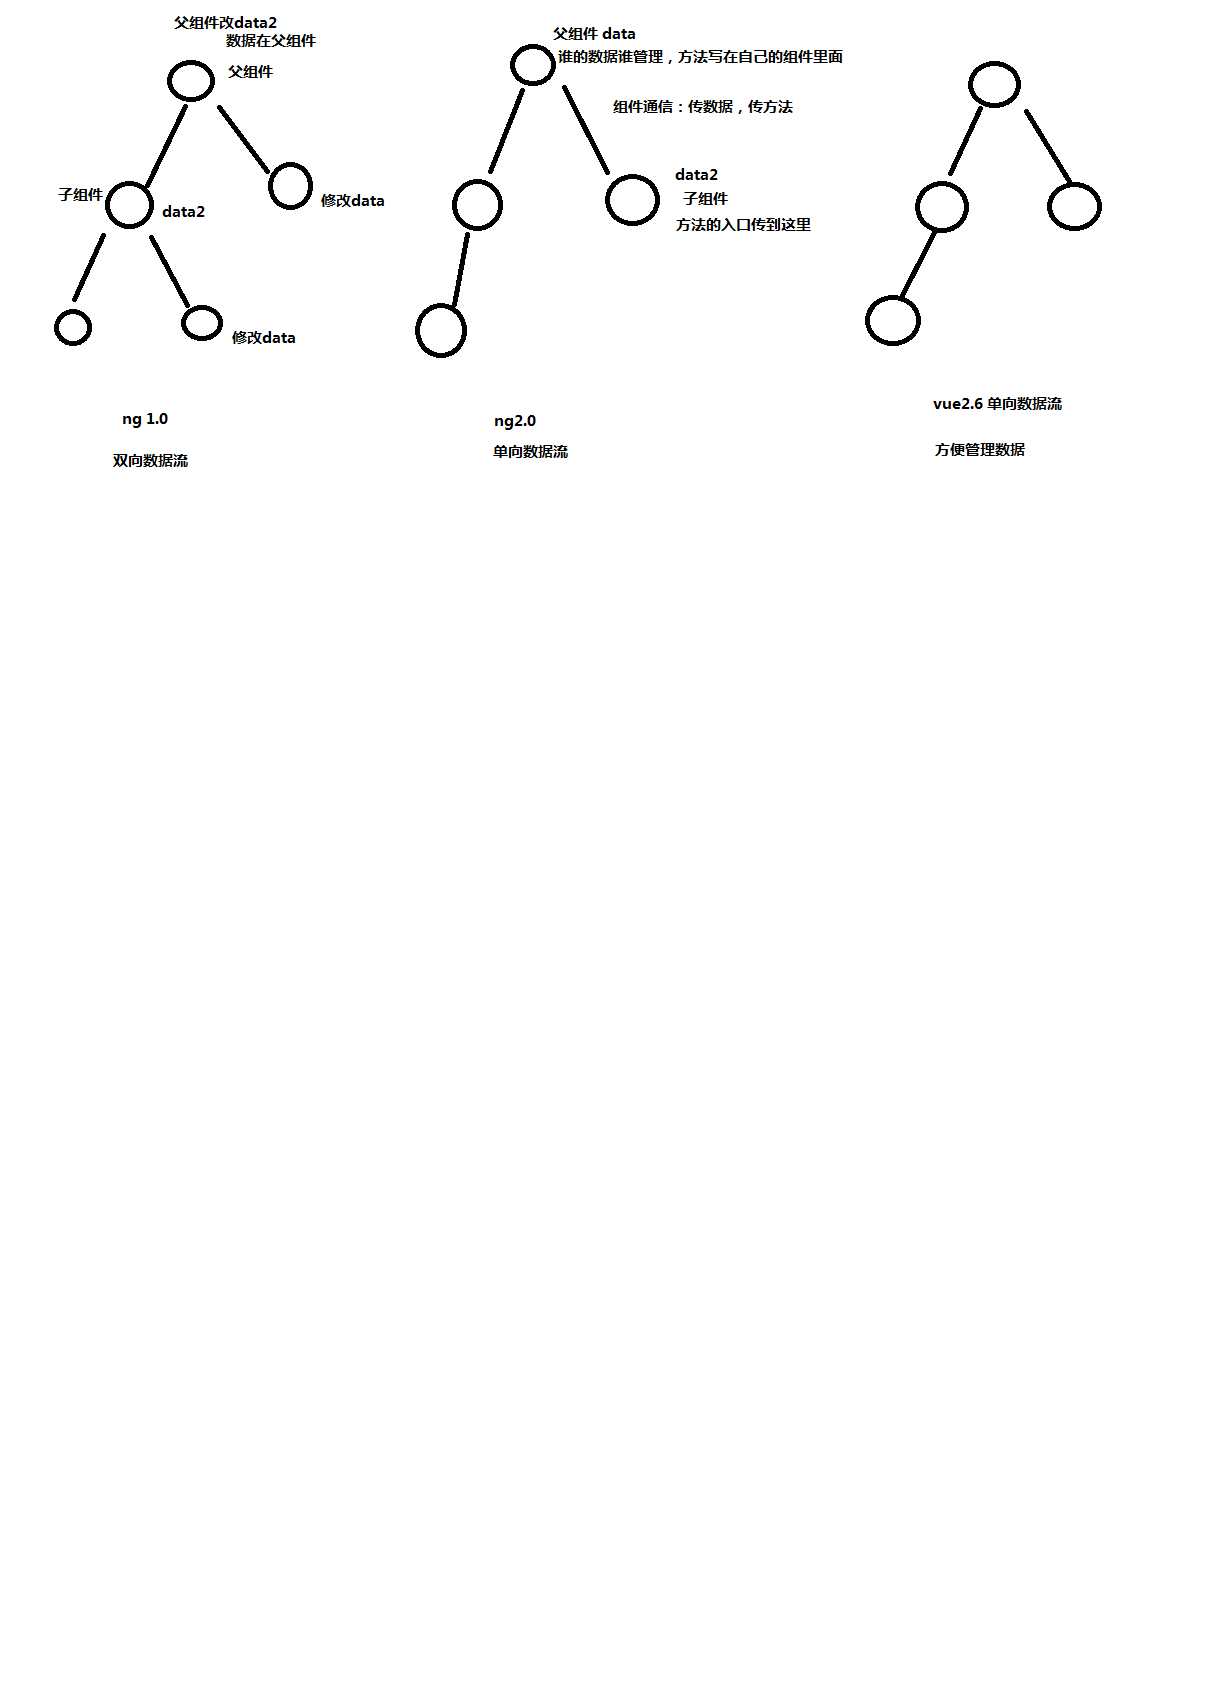 父组件改data2
数据在父组件
父组件
子组件
data2
修改data
修改data
ng 1.0
双向数据流
父组件 data
谁的数据谁管理，方法写在自己的组件里面
组件通信：传数据，传方法
data2
子组件
方法的入口传到这里
ng2.0
单向数据流
vue2.6 单向数据流
方便管理数据